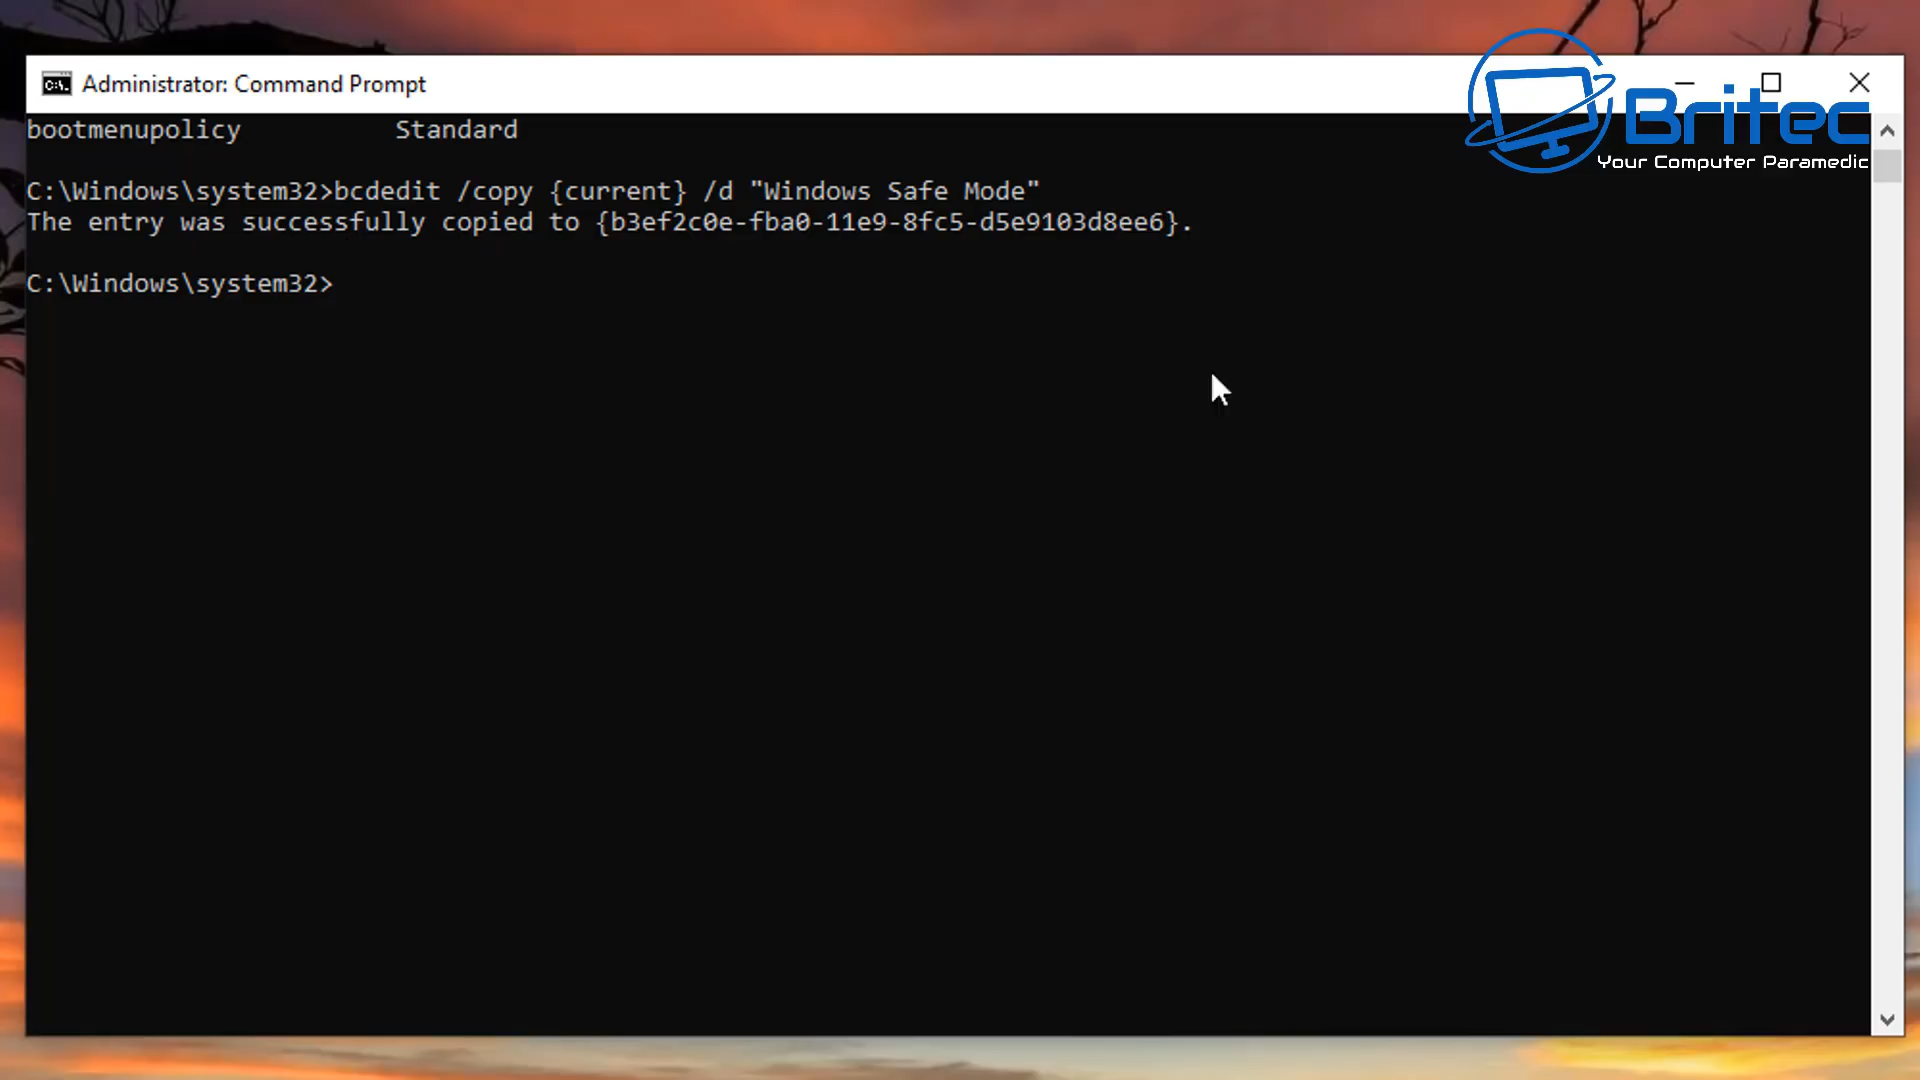 Administrator: Command Prompt
Britec
Your Computer Paramedic
bootmenupolicy          Standard
C:\Windows\system32>bcdedit /copy {current} /d "Windows Safe Mode"
The entry was successfully copied to {b3ef2c0e-fba0-11e9-8fc5-d5e9103d8ee6}.
C:\Windows\system32>